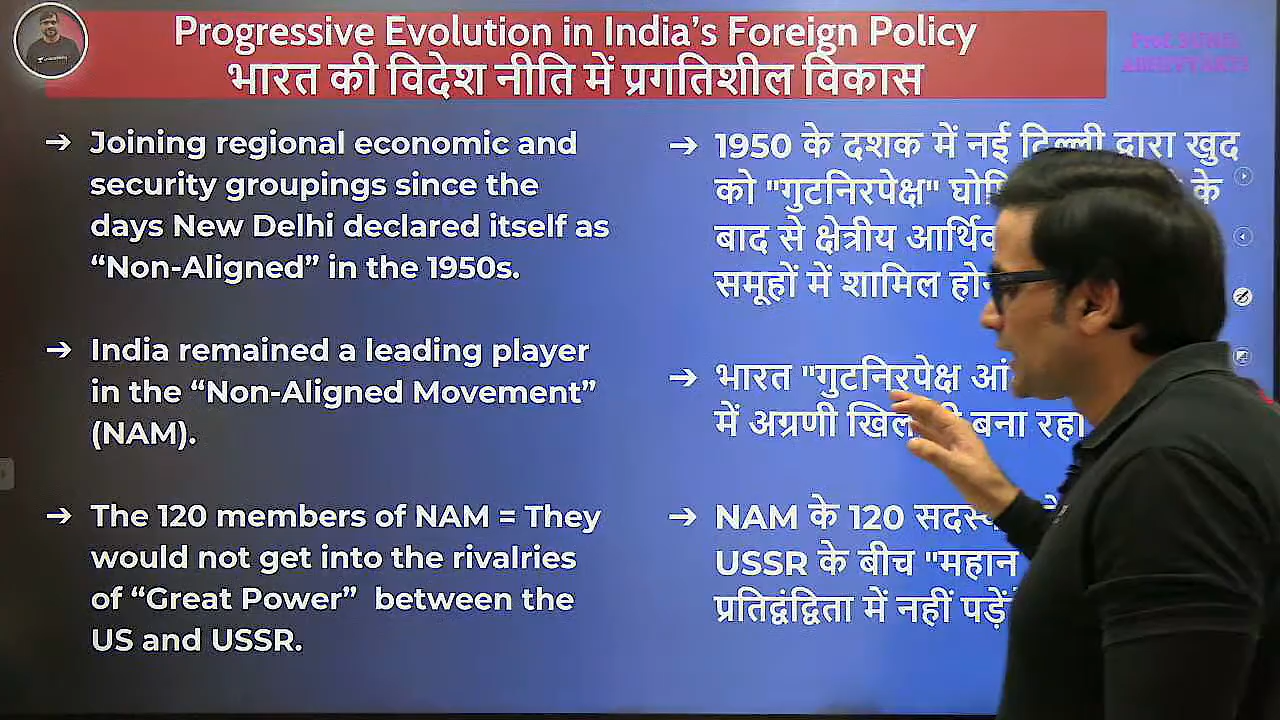 Progressive Evolution in India's Foreign Policy
भारत की विदेश नीति में प्रगतिशील विकास
Prof SUNIL
ABHIVYAKTI
→ Joining regional economic and
security groupings since the
days New Delhi declared itself as
“Non-Aligned” in the 1950s.
→ India remained a leading player
in the “Non-Aligned Movement”
(NAM).
→ The 120 members of NAM = They
would not get into the rivalries
of “Great Power” between the
US and USSR.
→ 1950 के दशक में नई दिल्ली द्वारा खुद
को "गुटनिरपेक्ष" के
बाद से क्षेत्रीय
समूहों में शामिल
→ भारत "गुटनिरपेक्ष
में अग्रणी बना रहा
→ NAM के 120
USSR के बीच "महान
प्रतिद्वंद्विता में नहीं